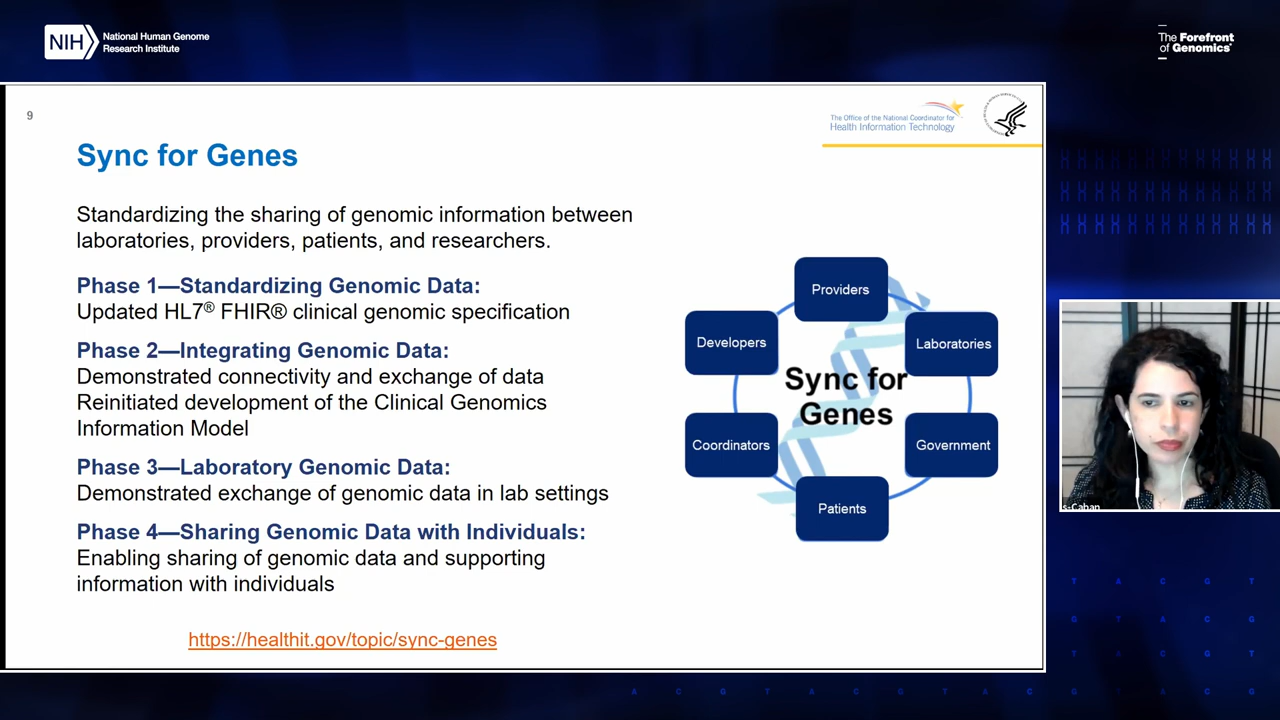 NIH
National Human Genome
Research Institute
The Forefront
of Genomics®
9
The Office of the National Coordinator for
Health Information Technology
Sync for Genes
Standardizing the sharing of genomic information between
laboratories, providers, patients, and researchers.
Phase 1—Standardizing Genomic Data:
Updated HL7® FHIR® clinical genomic specification
Phase 2—Integrating Genomic Data:
Demonstrated connectivity and exchange of data
Reinitiated development of the Clinical Genomics
Information Model
Phase 3—Laboratory Genomic Data:
Demonstrated exchange of genomic data in lab settings
Phase 4—Sharing Genomic Data with Individuals:
Enabling sharing of genomic data and supporting
information with individuals
https://healthit.gov/topic/sync-genes
Providers
Developers
Laboratories
Sync for
Genes
Coordinators
Government
Patients
s-Cahan
T A C G T
G T A C G
T A C G T
A C G T A C G T A C G T A C G